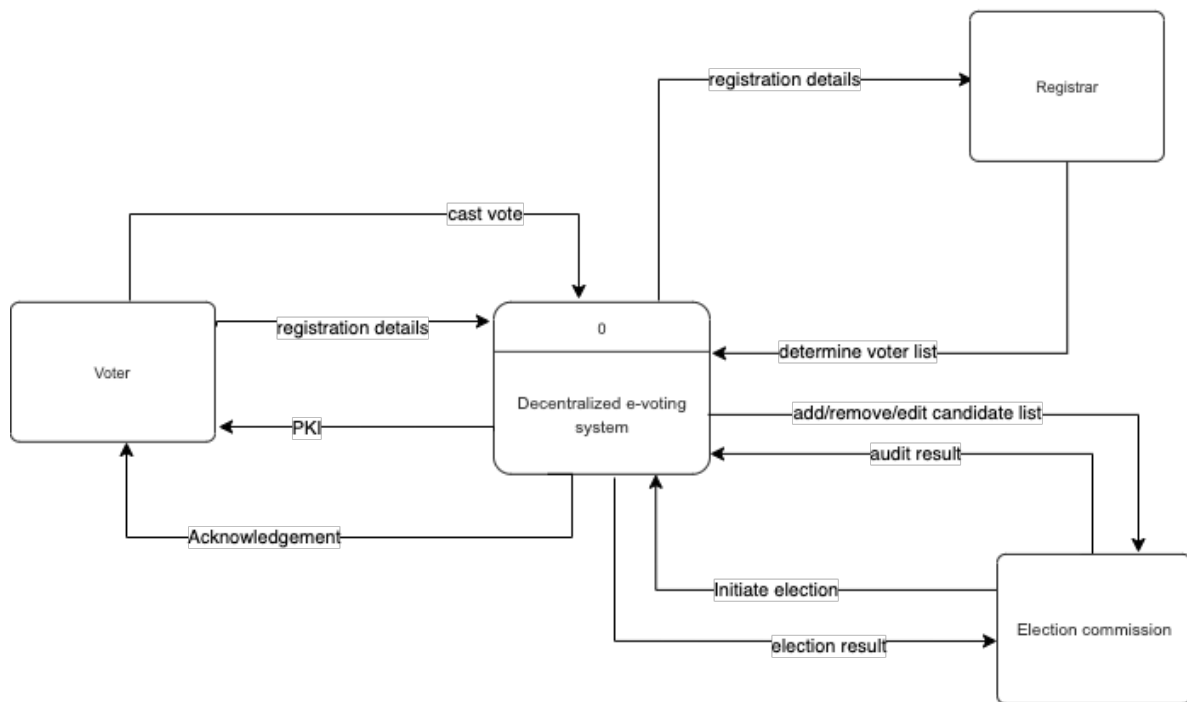 registration details
Registrar
cast vote
registration details
0
Voter
determine voter list
Decentralized e-voting
system
add/remove/edit candidate list
PKI
audit result
Acknowledgement
Initiate election
Election commission
election result